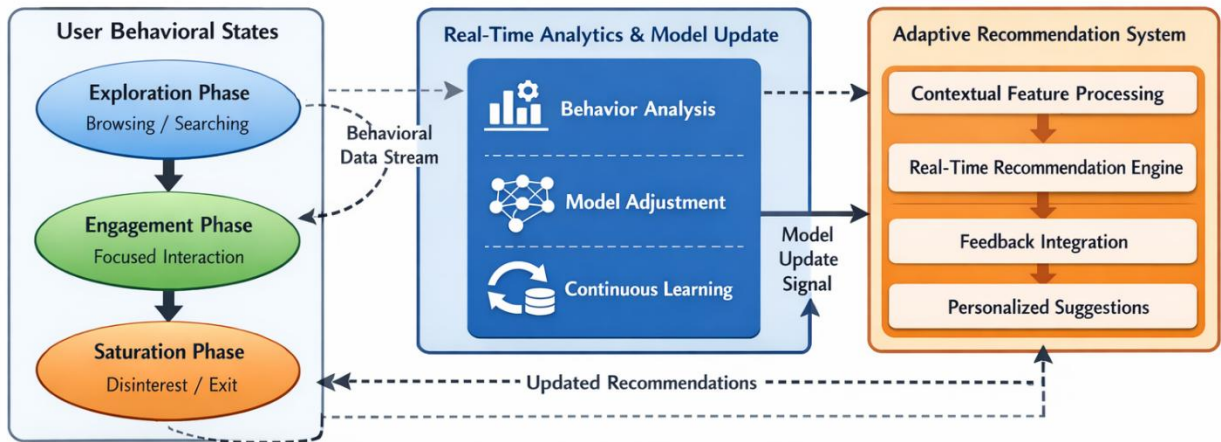 User Behavioral States
Exploration Phase
Browsing / Searching
Engagement Phase
Focused Interaction
Saturation Phase
Disinterest / Exit
Behavioral
Data Stream
Real-Time Analytics & Model Update
Behavior Analysis
Model Adjustment
Continuous Learning
Model
Update
Signal
Adaptive Recommendation System
Contextual Feature Processing
Real-Time Recommendation Engine
Feedback Integration
Personalized Suggestions
Updated Recommendations